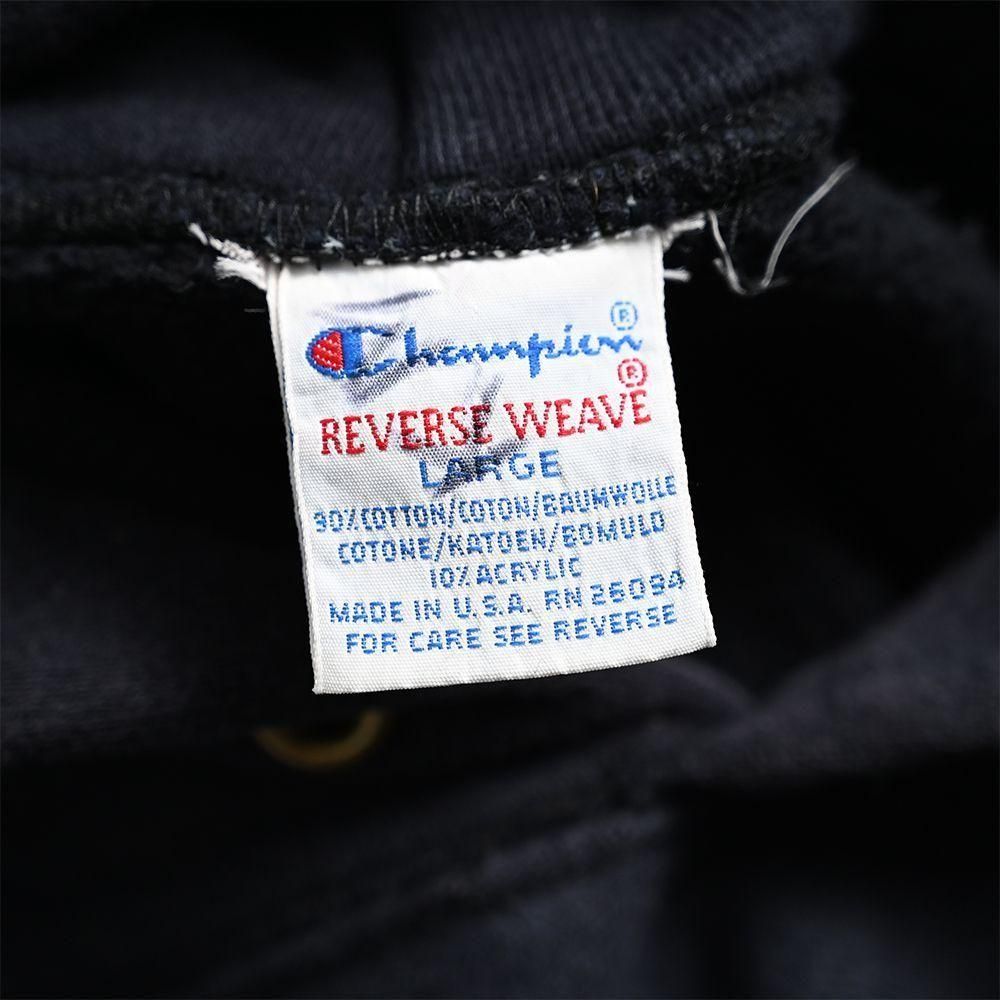 Champion®
REVERSE WEAVE®
LARGE
90%COTTON/COTON/BAUMWOLLE
COTONE/KATOEN/BOMULD
10% ACRYLIC
MADE IN U.S.A. RN 26094
FOR CARE SEE REVERSE